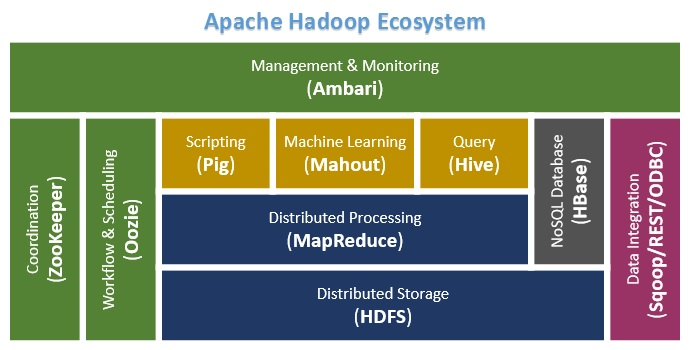 Apache Hadoop Ecosystem
Management & Monitoring
(Ambari)
Coordination
(ZooKeeper)
Workflow & Scheduling
(Oozie)
Scripting
(Pig)
Machine Learning
(Mahout)
Query
(Hive)
NoSQL Database
(HBase)
Data Integration
(Sqoop/REST/ODBC)
Distributed Processing
(MapReduce)
Distributed Storage
(HDFS)